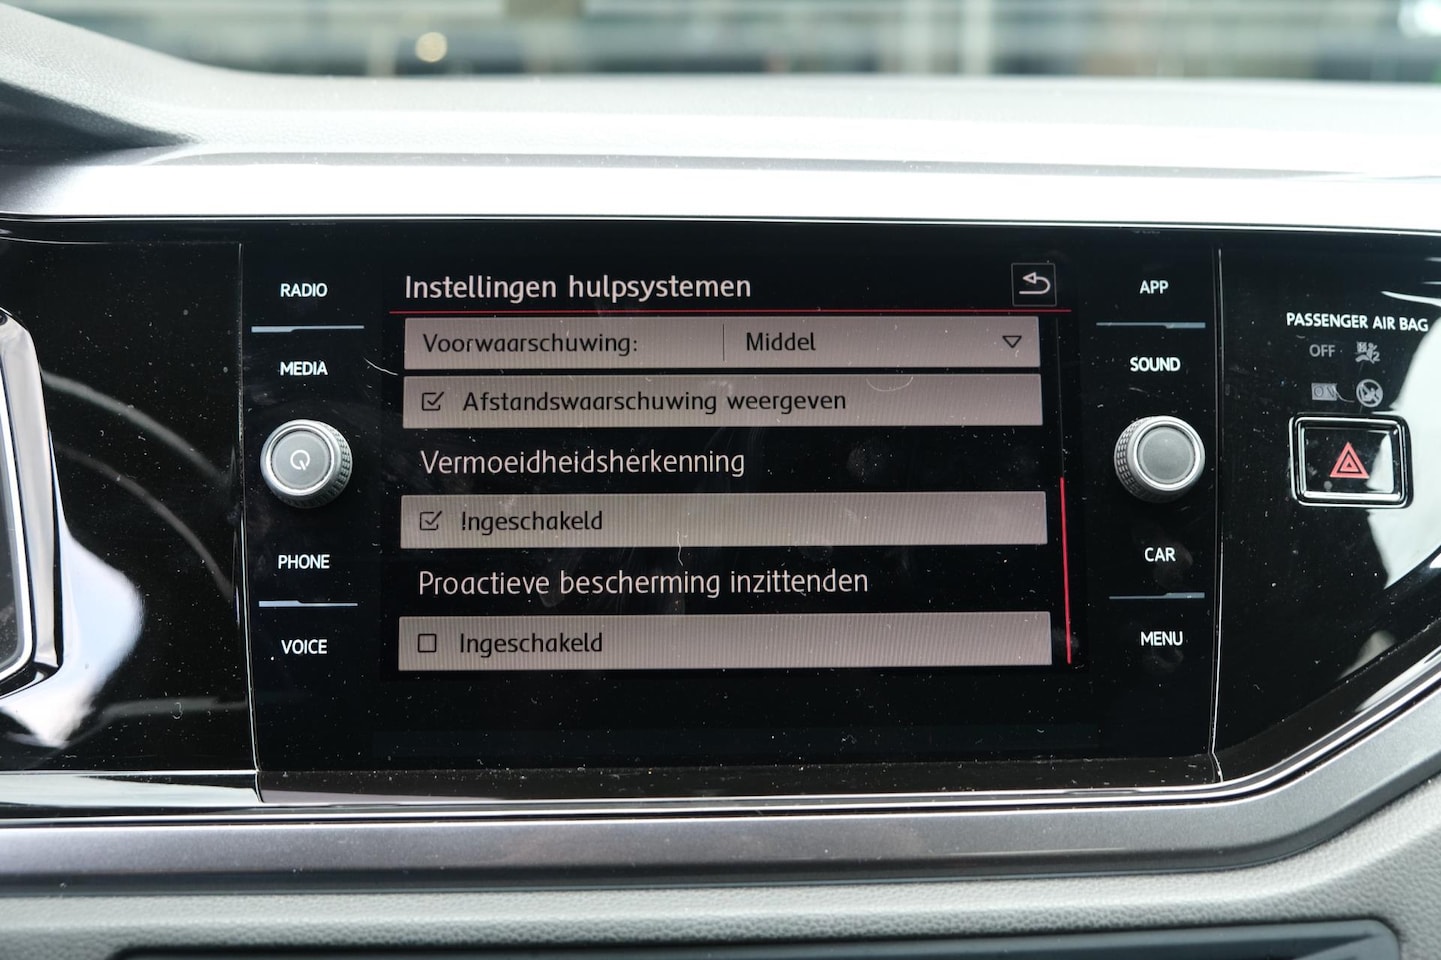 Instellingen hulpsystemen
RADIO
MEDIA
PHONE
VOICE
Voorwaarschuwing: Middel
Afstandswaarschuwing weergeven
Vermoeidheidsherkenning
Ingeschakeld
Proactieve bescherming inzittenden
Ingeschakeld
APP
SOUND
CAR
MENU
PASSENGER AIR BAG
OFF